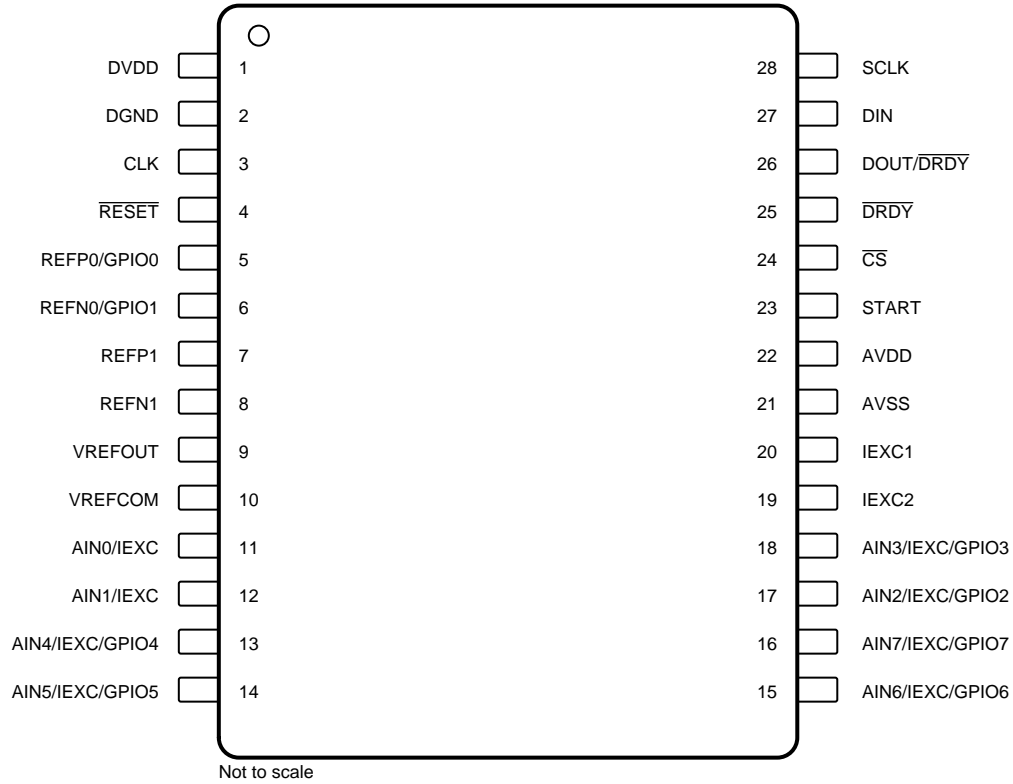 DVDD 1 28 SCLK
DGND 2 27 DIN
CLK 3 26 DOUT/DRDY
RESET 4 25 DRDY
REFP0/GPIO0 5 24 CS
REFN0/GPIO1 6 23 START
REFP1 7 22 AVDD
REFN1 8 21 AVSS
VREFOUT 9 20 IEXC1
VREFCOM 10 19 IEXC2
AIN0/IEXC 11 18 AIN3/IEXC/GPIO3
AIN1/IEXC 12 17 AIN2/IEXC/GPIO2
AIN4/IEXC/GPIO4 13 16 AIN7/IEXC/GPIO7
AIN5/IEXC/GPIO5 14 15 AIN6/IEXC/GPIO6
Not to scale